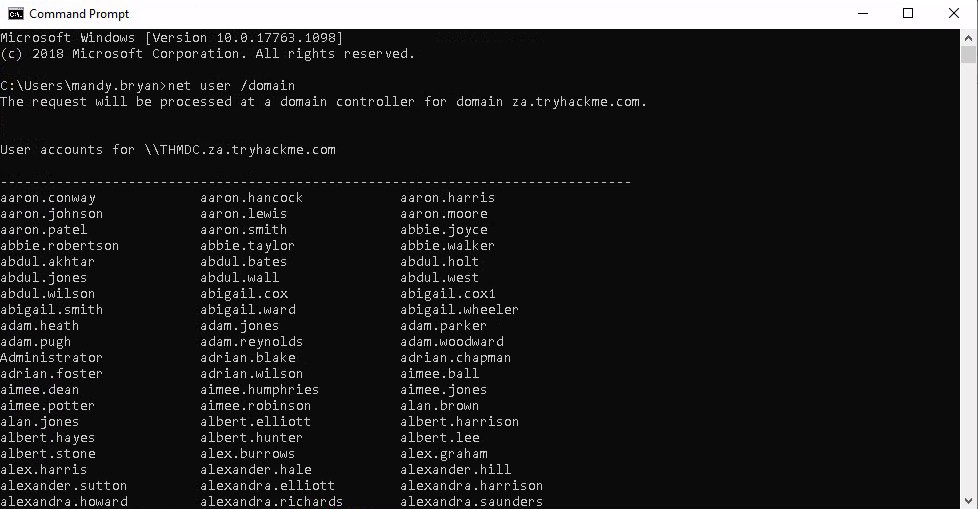 Command Prompt
Microsoft Windows [Version 10.0.17763.1098]
(c) 2018 Microsoft Corporation. All rights reserved.
C:\Users\mandy.bryan>net user /domain
The request will be processed at a domain controller for domain za.tryhackme.com.
User accounts for \\THMDC.za.tryhackme.com
-------------------------------------------------------------------------------
aaron.conway aaron.hancock aaron.harris
aaron.johnson aaron.lewis aaron.moore
aaron.patel aaron.smith abbie.joyce
abbie.robertson abbie.taylor abbie.walker
abdul.akhtar abdul.bates abdul.holt
abdul.jones abdul.wall abdul.west
abdul.wilson abigail.cox abigail.cox1
abigail.smith abigail.ward abigail.wheeler
adam.heath adam.jones adam.parker
adam.pugh adam.reynolds adam.woodward
Administrator adrian.blake adrian.chapman
adrian.foster adrian.wilson aimee.ball
aimee.dean aimee.humphries aimee.jones
aimee.potter aimee.robinson alan.brown
alan.jones albert.elliott albert.harrison
albert.hayes albert.hunter albert.lee
albert.stone alex.burrows alex.graham
alex.harris alexander.hale alexander.hill
alexander.sutton alexandra.elliott alexandra.harrison
alexandra.howard alexandra.richards alexandra.saunders